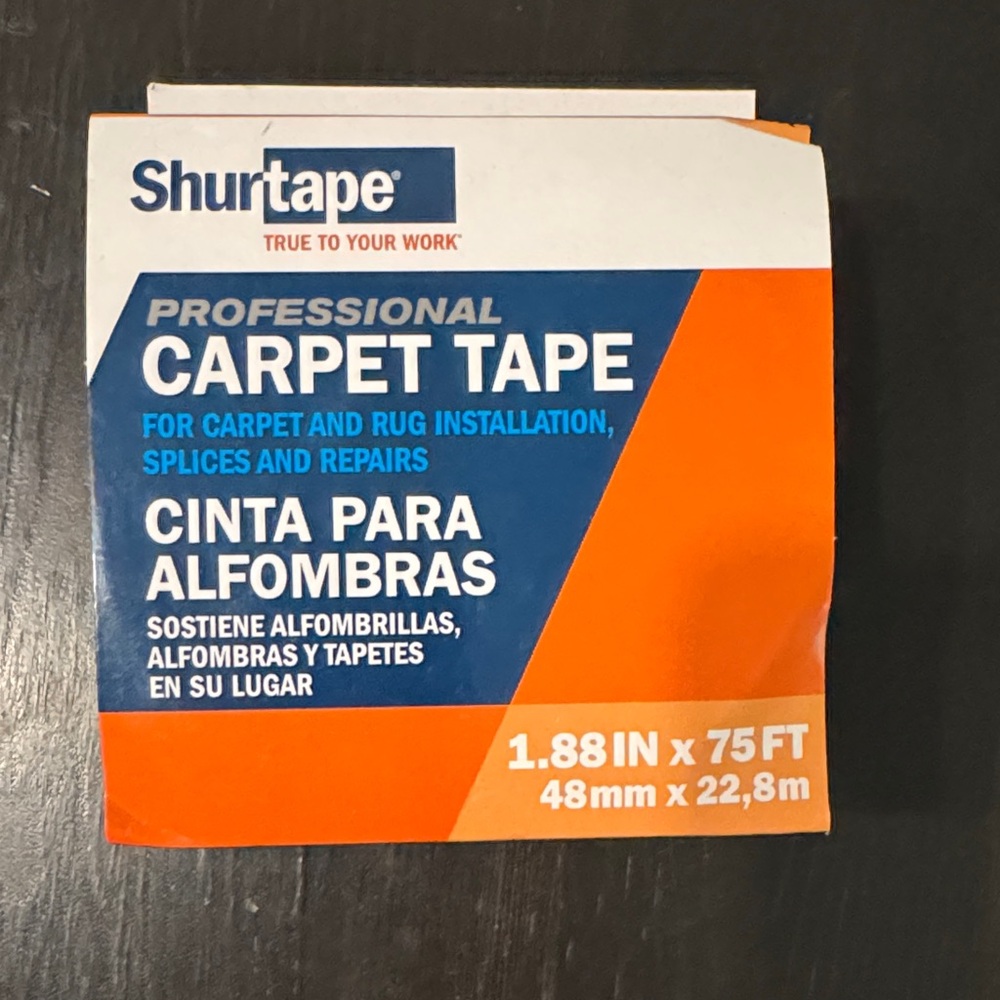 Shurtape®
TRUE TO YOUR WORK™
PROFESSIONAL
CARPET TAPE
FOR CARPET AND RUG INSTALLATION,
SPLICES AND REPAIRS
CINTA PARA
ALFOMBRAS
SOSTIENE ALFOMBRILLAS,
ALFOMBRAS Y TAPETES
EN SU LUGAR
1.88 IN x 75 FT
48mm x 22,8m